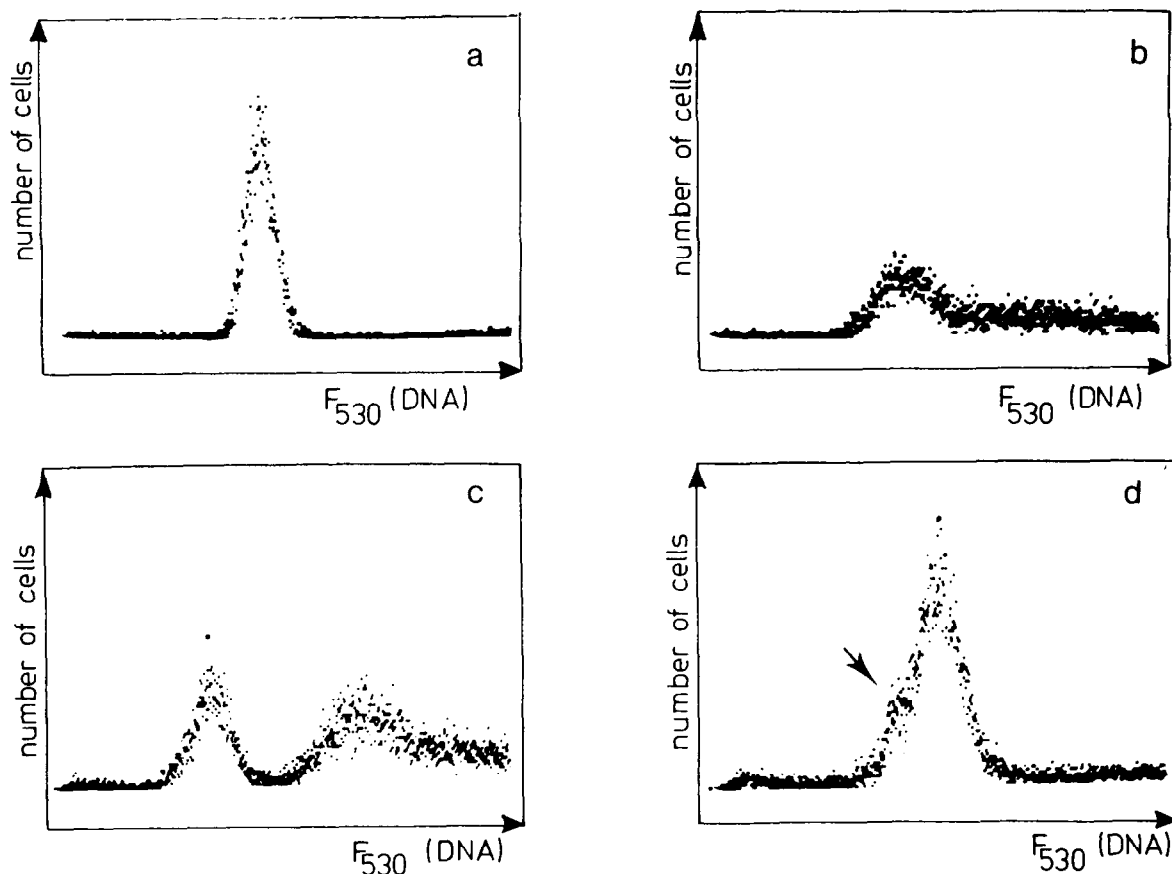 a
number of cells
F530 (DNA)
b
number of cells
F530 (DNA)
c
number of cells
F530 (DNA)
d
number of cells
F530 (DNA)